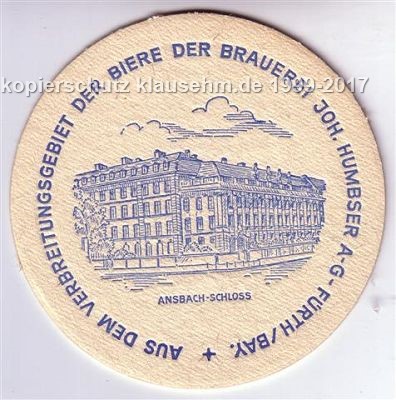 AUS DEM VERBREITUNGSGEBIET DER BIERE DER BRAUEREI JOH. HUMBSER A-G-FÜRTH/BAY. +
kopierschutz klausehm.de 1999-2017
ANSBACH-SCHLOSS